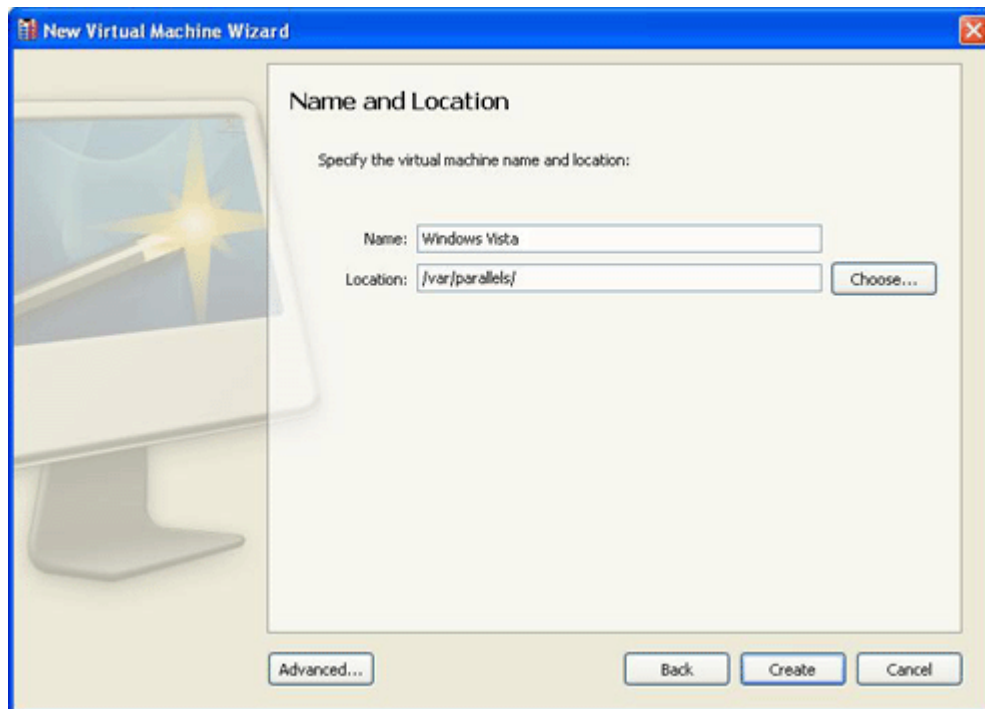 New Virtual Machine Wizard
Name and Location
Specify the virtual machine name and location:
Name: Windows Vista
Location: /var/parallels/ Choose...
Advanced... Back Create Cancel